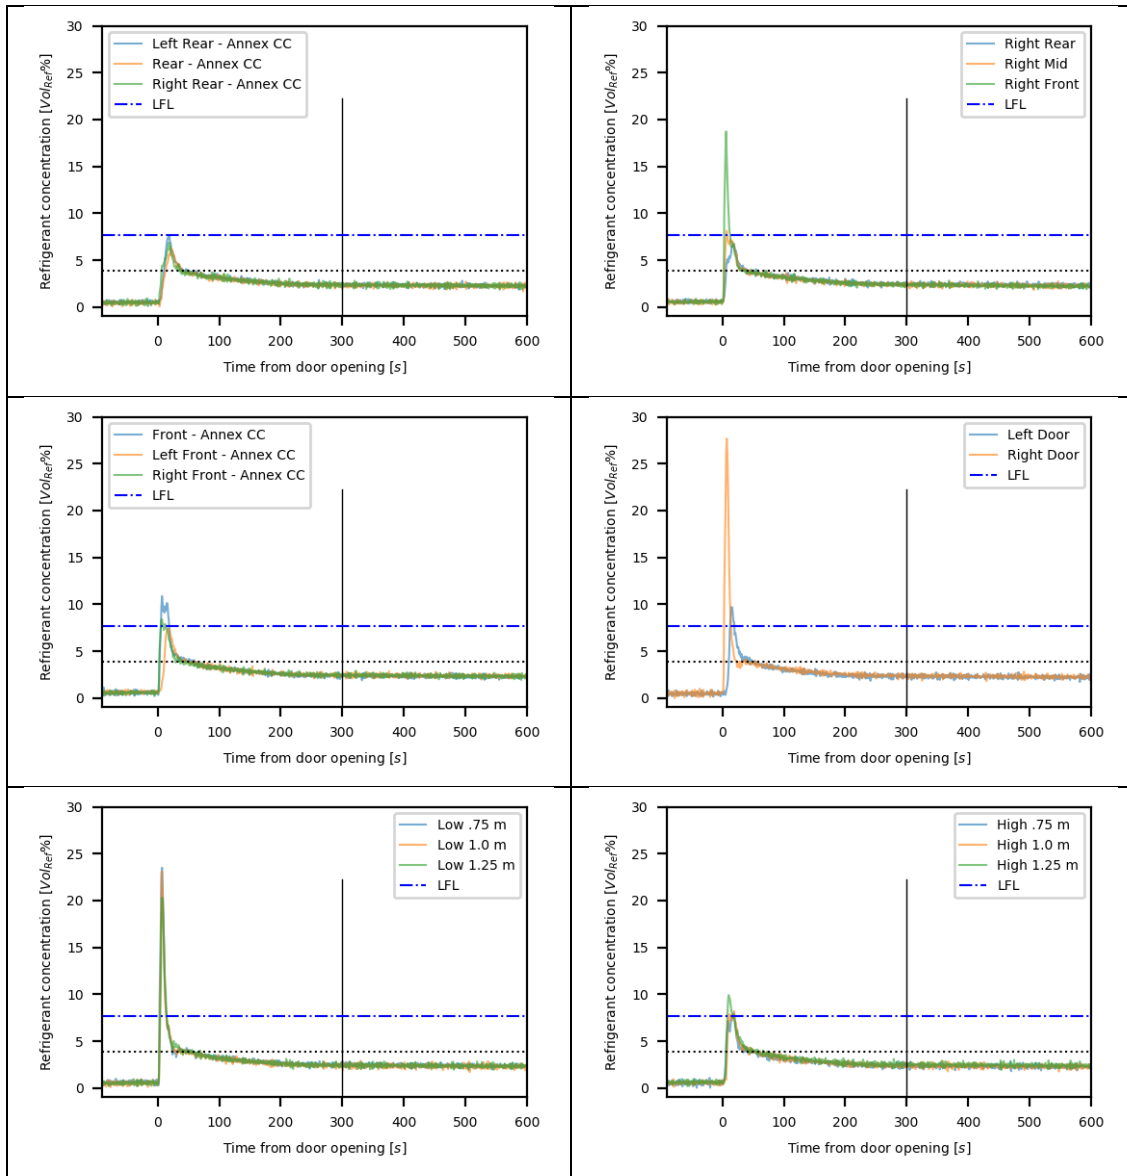 30
25
20
15
10
5
0
Refrigerant concentration [VolRef%]
Left Rear - Annex CC
Rear - Annex CC
Right Rear - Annex CC
LFL
0 100 200 300 400 500 600
Time from door opening [s]
30
25
20
15
10
5
0
Refrigerant concentration [VolRef%]
Right Rear
Right Mid
Right Front
LFL
0 100 200 300 400 500 600
Time from door opening [s]
30
25
20
15
10
5
0
Refrigerant concentration [VolRef%]
Front - Annex CC
Left Front - Annex CC
Right Front - Annex CC
LFL
0 100 200 300 400 500 600
Time from door opening [s]
30
25
20
15
10
5
0
Refrigerant concentration [VolRef%]
Left Door
Right Door
LFL
0 100 200 300 400 500 600
Time from door opening [s]
30
25
20
15
10
5
0
Refrigerant concentration [VolRef%]
Low .75 m
Low 1.0 m
Low 1.25 m
LFL
0 100 200 300 400 500 600
Time from door opening [s]
30
25
20
15
10
5
0
Refrigerant concentration [VolRef%]
High .75 m
High 1.0 m
High 1.25 m
LFL
0 100 200 300 400 500 600
Time from door opening [s]